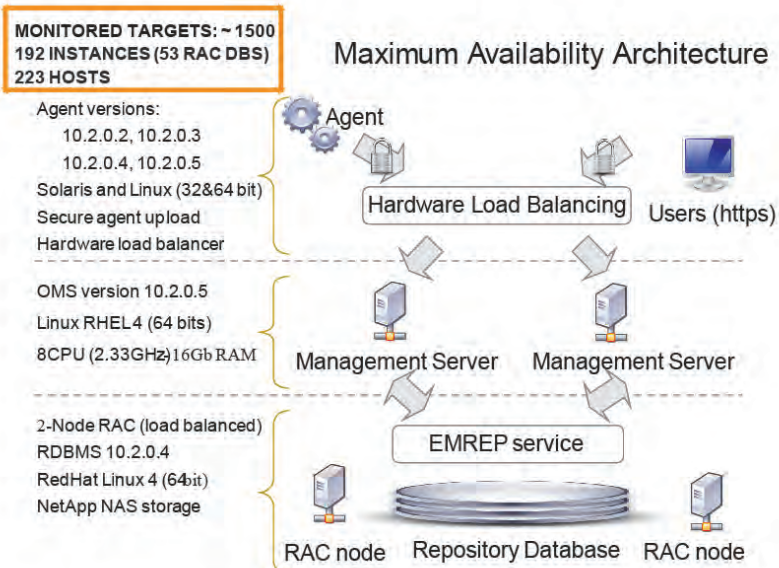 MONITORED TARGETS: ~ 1500
192 INSTANCES (53 RAC DBS)
223 HOSTS
Maximum Availability Architecture
Agent versions:
10.2.0.2, 10.2.0.3
10.2.0.4, 10.2.0.5
Solaris and Linux (32&64 bit)
Secure agent upload
Hardware load balancer
Agent
Hardware Load Balancing
Users (https)
OMS version 10.2.0.5
Linux RHEL4 (64 bits)
8CPU (2.33GHz)-16Gb RAM
Management Server
Management Server
2-Node RAC (load balanced)
RDBMS 10.2.0.4
RedHat Linux 4 (64bit)
NetApp NAS storage
EMREP service
RAC node
Repository Database
RAC node